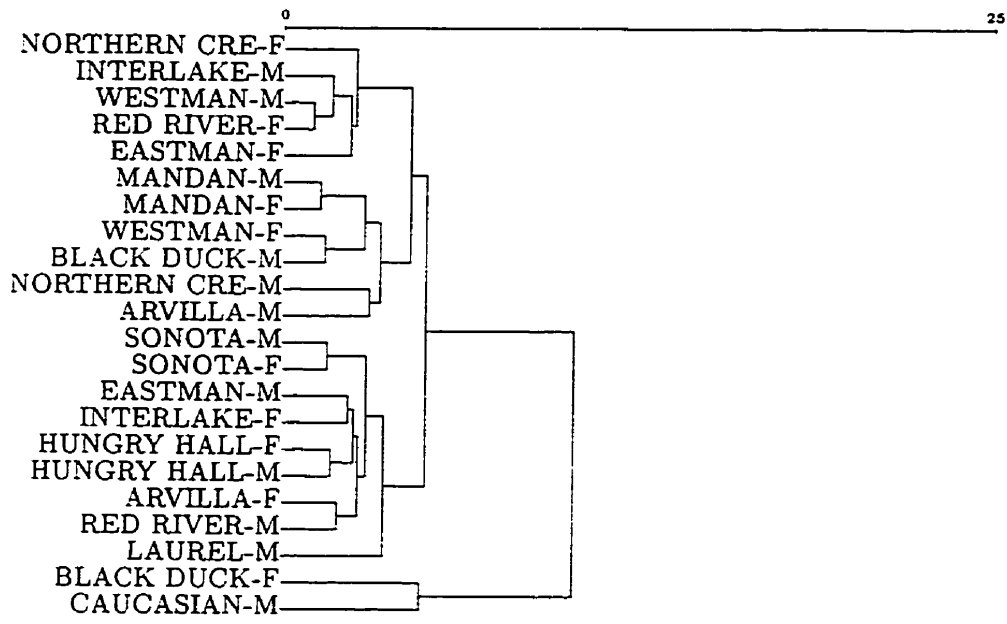 0 25
NORTHERN CRE-F
INTERLAKE-M
WESTMAN-M
RED RIVER-F
EASTMAN-F
MANDAN-M
MANDAN-F
WESTMAN-F
BLACK DUCK-M
NORTHERN CRE-M
ARVILLA-M
SONOTA-M
SONOTA-F
EASTMAN-M
INTERLAKE-F
HUNGRY HALL-F
HUNGRY HALL-M
ARVILLA-F
RED RIVER-M
LAUREL-M
BLACK DUCK-F
CAUCASIAN-M